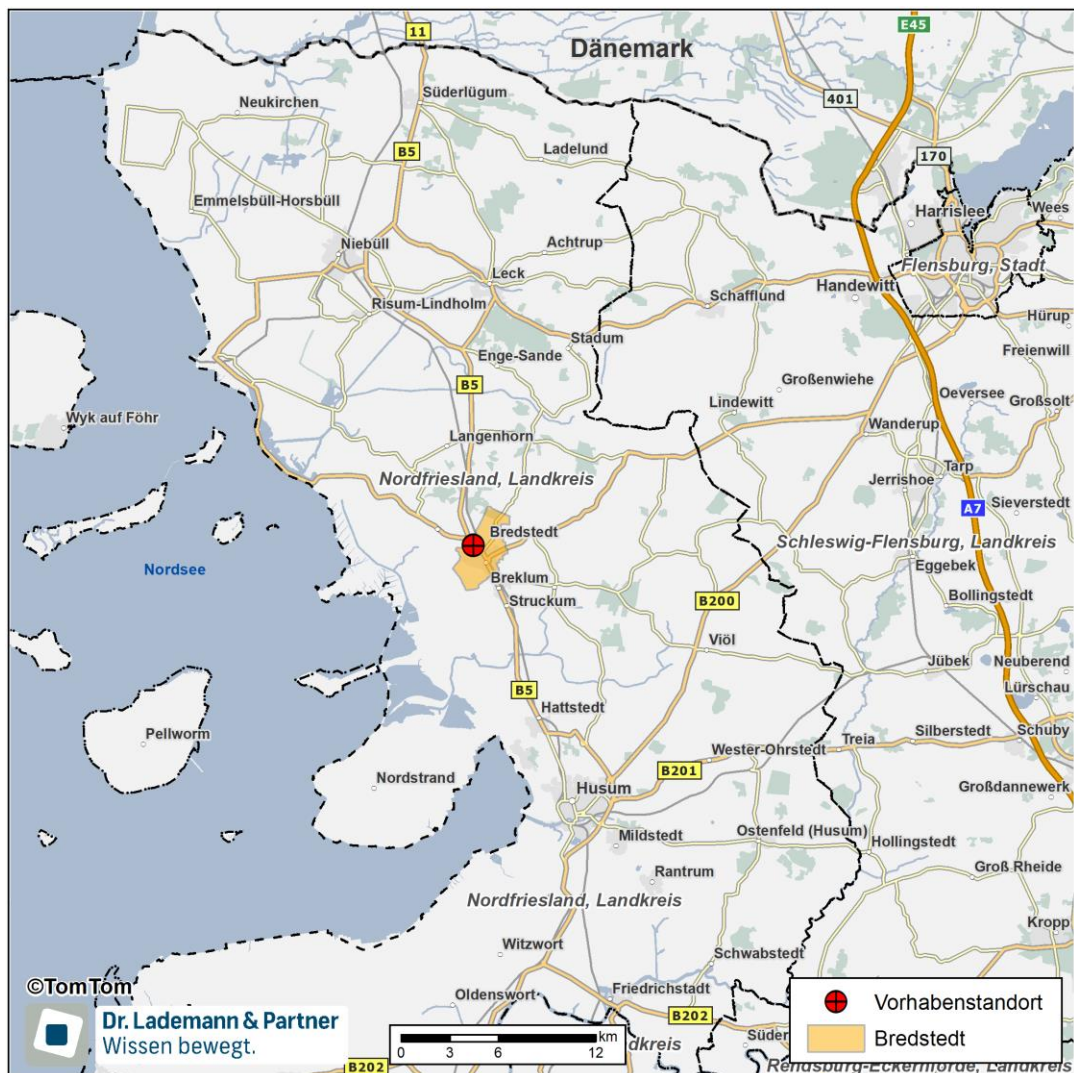 11
E45
Dänemark
Neukirchen
Süderlügum
401
B5
Ladelund
170
Emmelsbüll-Horsbüll
Harrislee
Wees
Niebüll
Achtrup
Flensburg, Stadt
Leck
Handewitt
Risum-Lindholm
Schafflund
Hürup
Stadum
Enge-Sande
Freienwill
B5
Großenwiehe
Oeversee
Großsolt
Lindewitt
Wyk auf Föhr
Wanderup
Langenhorn
Tarp
Nordfriesland, Landkreis
Jerrishoe
Sieverstedt
A7
Bredstedt
Schleswig-Flensburg, Landkreis
Eggebek
Nordsee
Breklum
Bollingstedt
Struckum
B200
Viöl
Jübek
Neuberend
B5
Lürschau
Hattstedt
Pellworm
Silberstedt
Schuby
Treia
Wester-Ohrstedt
B201
Nordstrand
Husum
Großdannewerk
Mildstedt
Ostenfeld (Husum)
Hollingstedt
Rantrum
Groß Rheide
Nordfriesland, Landkreis
Kropp
Witzwort
Schwabstedt
©TomTom
Friedrichstadt
Oldenswort
B202
Vorhabenstandort
Dr. Lademann & Partner
Wissen bewegt.
km
0 3 6 12
Bredstedt
Süder
dkreis
B202
Rendsburg-Eckernförde, Landkreis